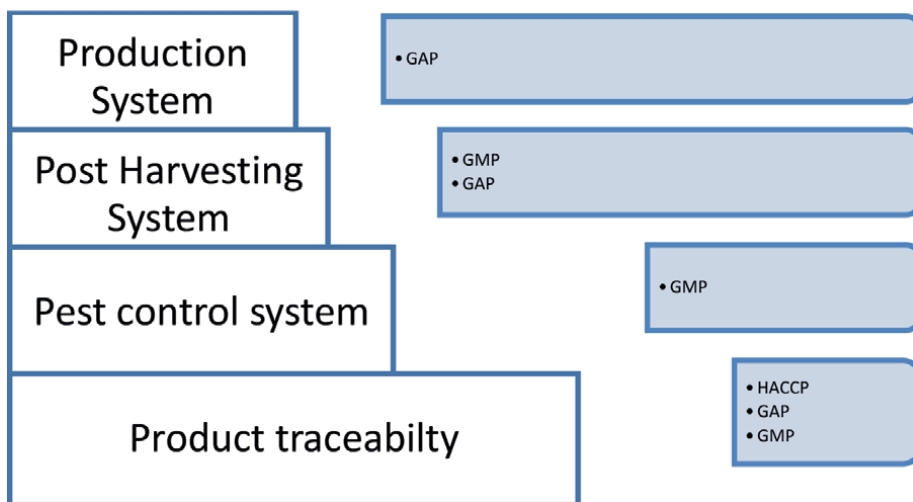 Production
System
• GAP
Post Harvesting
System
• GMP
• GAP
Pest control system
• GMP
Product traceabilty
• HACCP
• GAP
• GMP